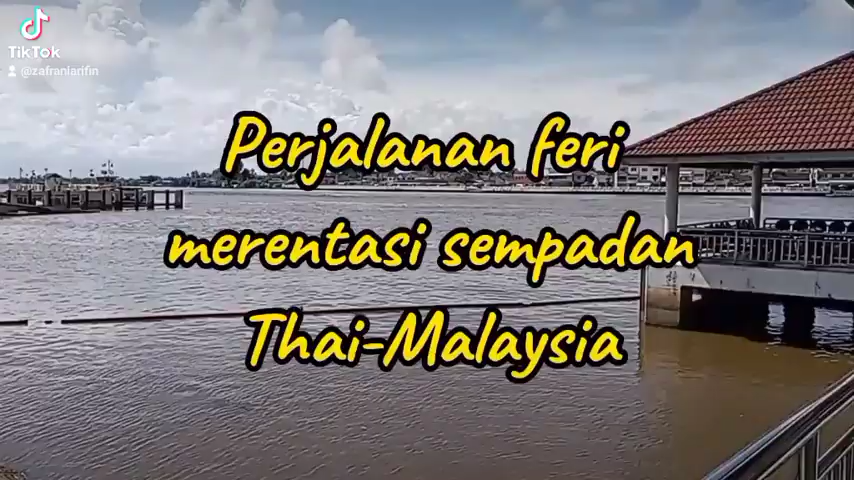 TikTok
@zafranlarifin
Perjalanan feri
merentasi sempadan
Thai-Malaysia